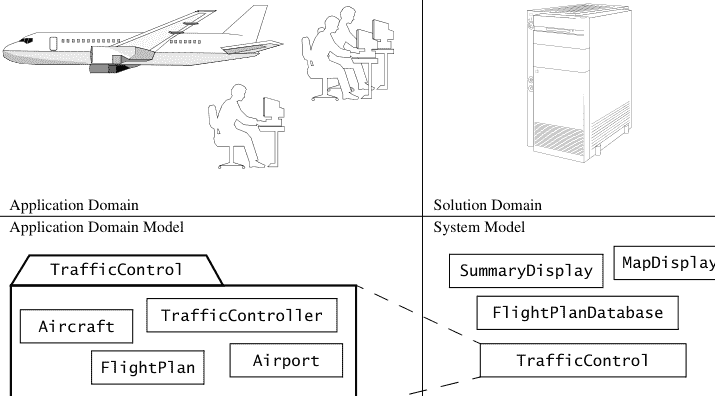 Application Domain
Solution Domain
Application Domain Model
System Model
TrafficControl
Aircraft
TrafficController
FlightPlan
Airport
SummaryDisplay
MapDisplay
FlightPlanDatabase
TrafficControl